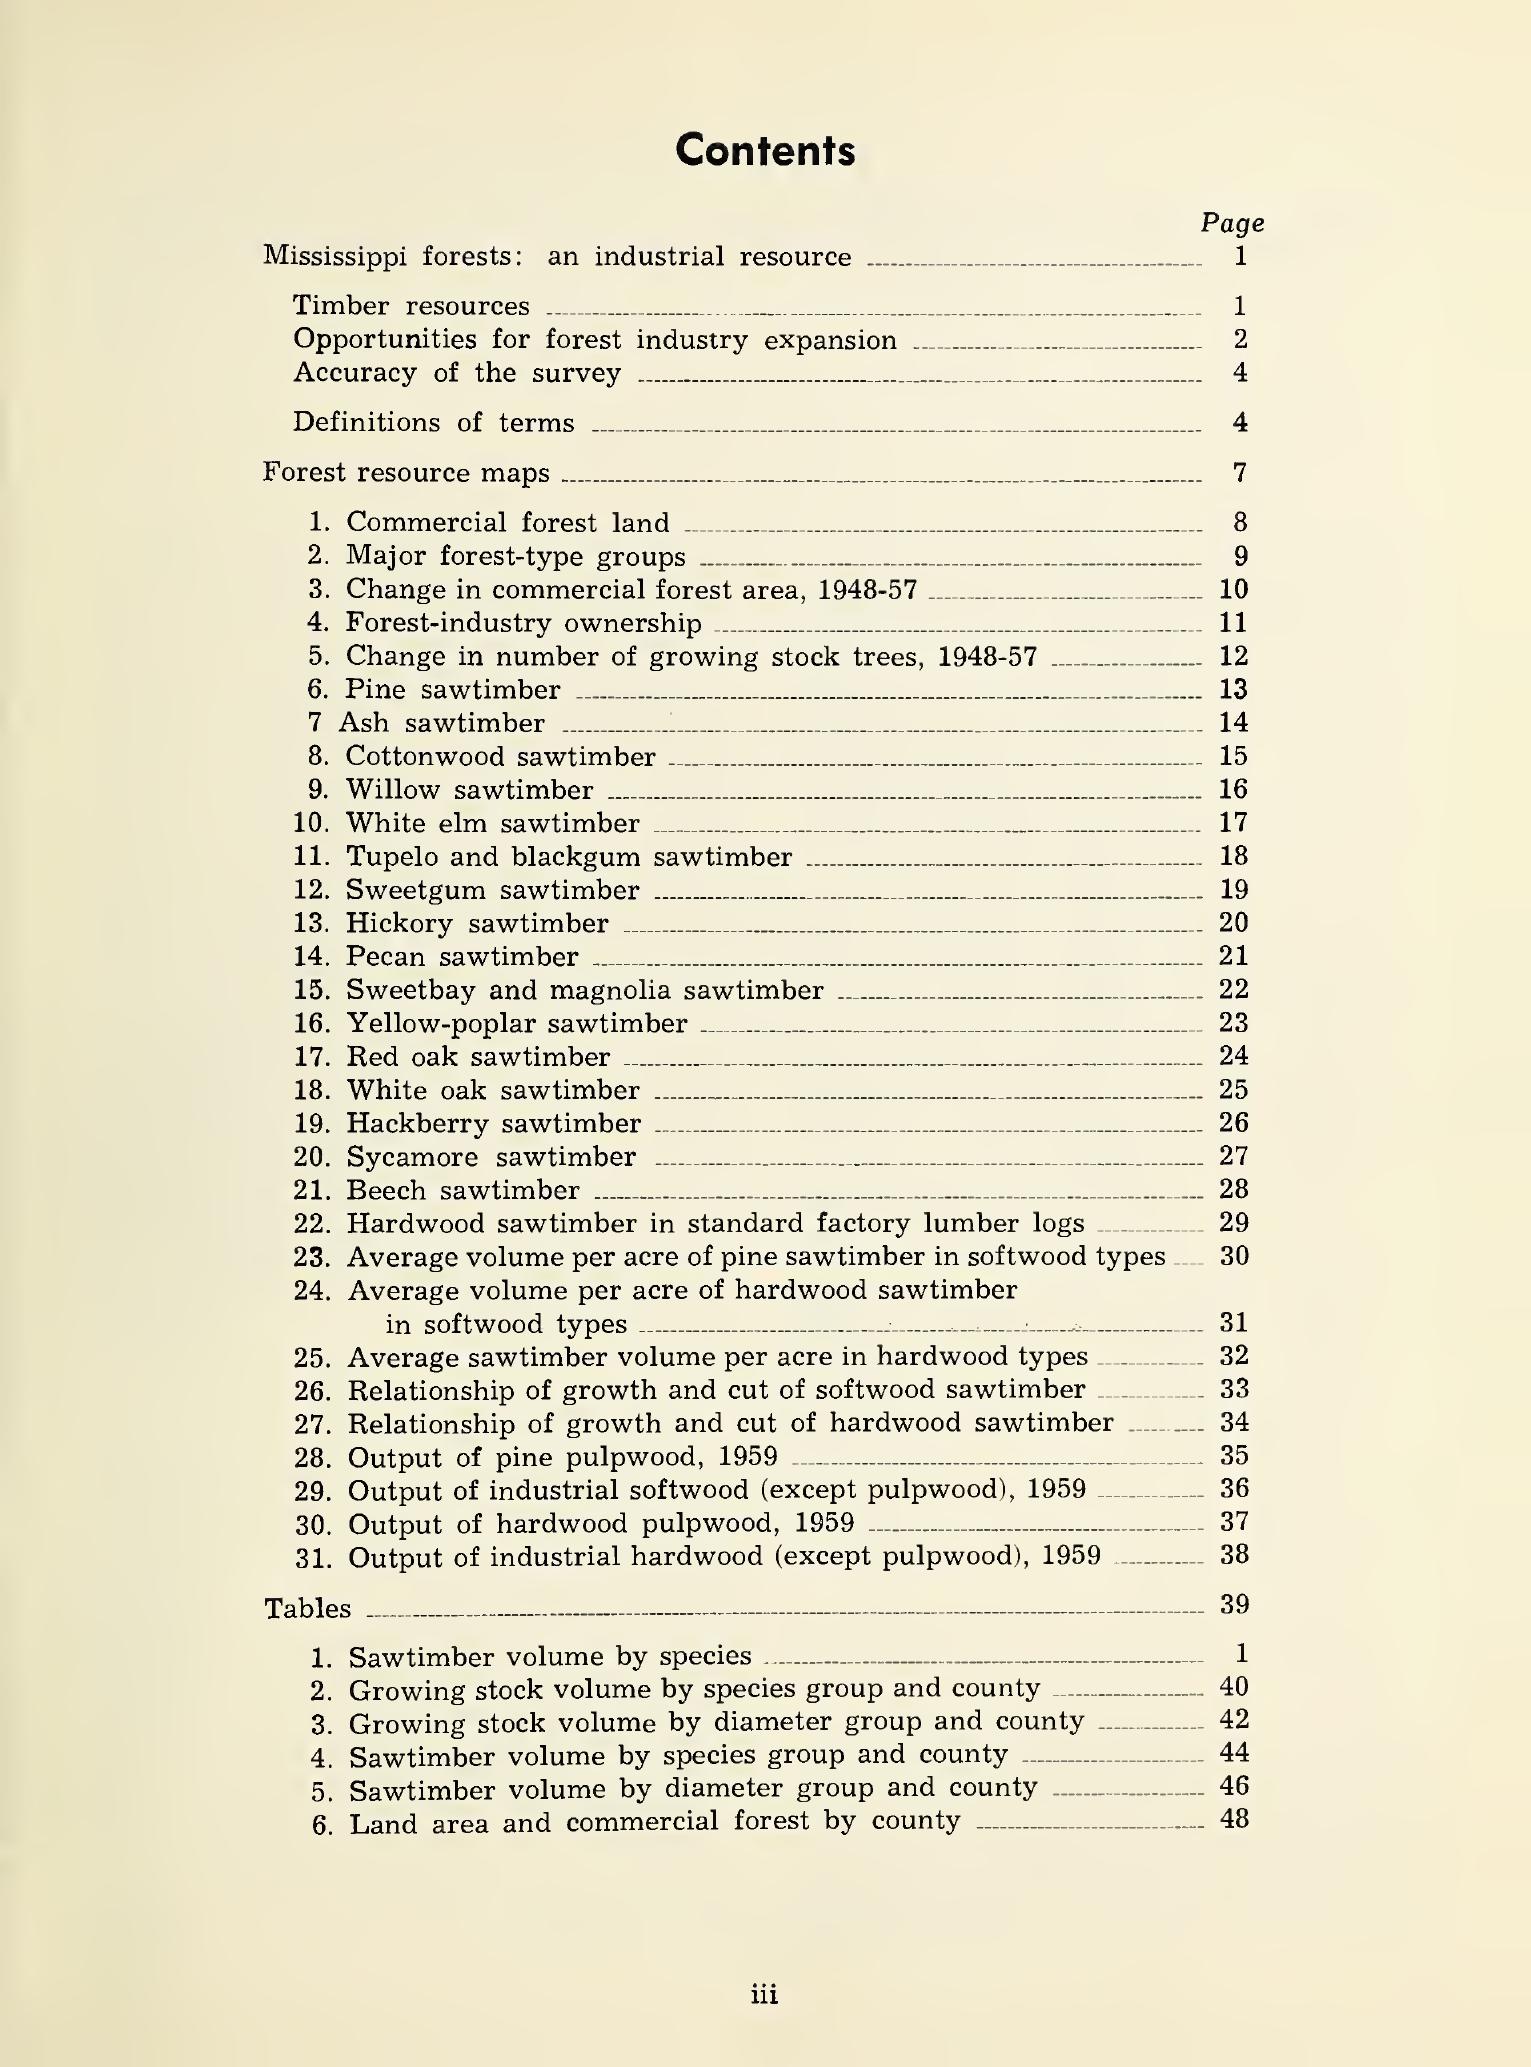 Contents
Page
Mississippi forests: an industrial resource 1
Timber resources 1
Opportunities for forest industry expansion 2
Accuracy of the survey 4
Definitions of terms 4
Forest resource maps 7
1. Commercial forest land 8
2. Major forest-type groups 9
3. Change in commercial forest area, 1948-57 10
4. Forest-industry ownership 11
5. Change in number of growing stock trees, 1948-57 12
6. Pine sawtimber 13
7 Ash sawtimber 14
8. Cottonwood sawtimber 15
9. Willow sawtimber 16
10. White elm sawtimber 17
11. Tupelo and blackgum sawtimber 18
12. Sweetgum sawtimber 19
13. Hickory sawtimber 20
14. Pecan sawtimber 21
15. Sweetbay and magnolia sawtimber 22
16. Yellow-poplar sawtimber 23
17. Red oak sawtimber 24
18. White oak sawtimber 25
19. Hackberry sawtimber 26
20. Sycamore sawtimber 27
21. Beech sawtimber 28
22. Hardwood sawtimber in standard factory lumber logs 29
23. Average volume per acre of pine sawtimber in softwood types 30
24. Average volume per acre of hardwood sawtimber
in softwood types 31
25. Average sawtimber volume per acre in hardwood types 32
26. Relationship of growth and cut of softwood sawtimber 33
27. Relationship of growth and cut of hardwood sawtimber 34
28. Output of pine pulpwood, 1959 35
29. Output of industrial softwood (except pulpwood), 1959 36
30. Output of hardwood pulpwood, 1959 37
31. Output of industrial hardwood (except pulpwood), 1959 38
Tables 39
1. Sawtimber volume by species 1
2. Growing stock volume by species group and county 40
3. Growing stock volume by diameter group and county 42
4. Sawtimber volume by species group and county 44
5. Sawtimber volume by diameter group and county 46
6. Land area and commercial forest by county 48
iii